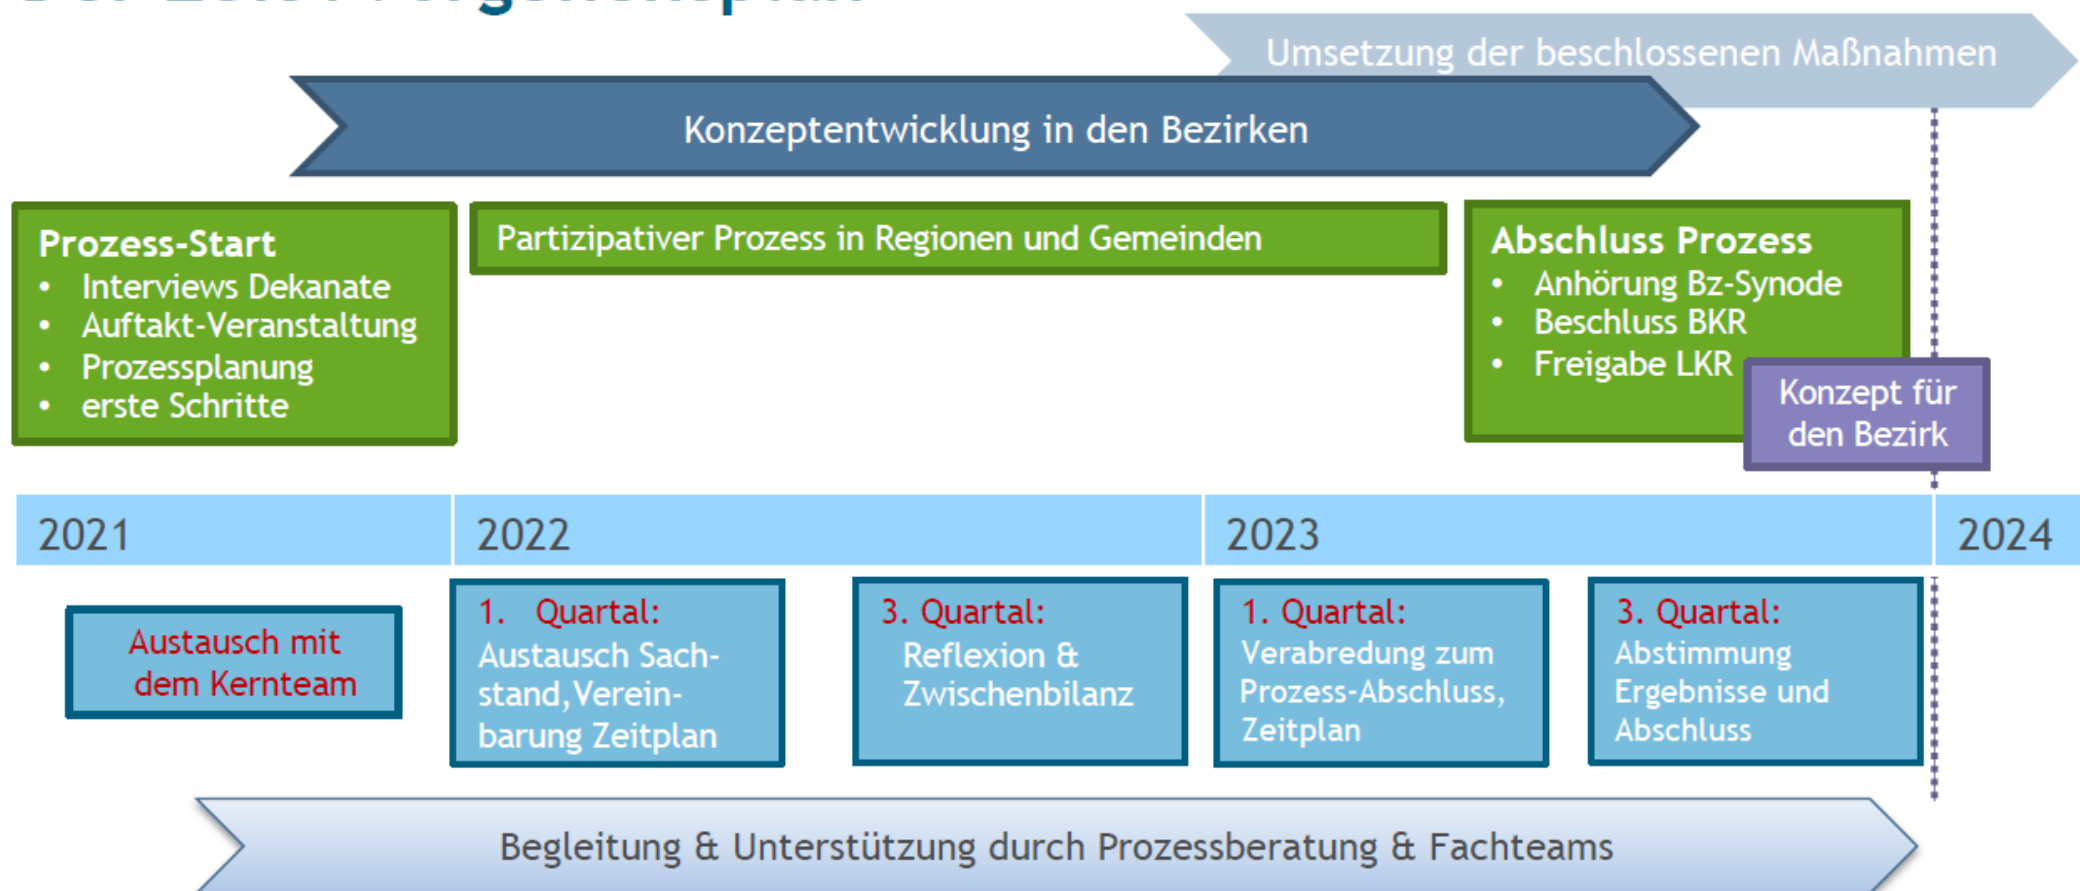 Umsetzung der beschlossenen Maßnahmen
Konzeptentwicklung in den Bezirken
Prozess-Start
• Interviews Dekanate
• Auftakt-Veranstaltung
• Prozessplanung
• erste Schritte
Partizipativer Prozess in Regionen und Gemeinden
Abschluss Prozess
• Anhörung Bz-Synode
• Beschluss BKR
• Freigabe LKR
Konzept für
den Bezirk
2021
2022
2023
2024
Austausch mit
dem Kernteam
1. Quartal:
Austausch Sach-
stand,Verein-
barung Zeitplan
3. Quartal:
Reflexion &
Zwischenbilanz
1. Quartal:
Verabredung zum
Prozess-Abschluss,
Zeitplan
3. Quartal:
Abstimmung
Ergebnisse und
Abschluss
Begleitung & Unterstützung durch Prozessberatung & Fachteams